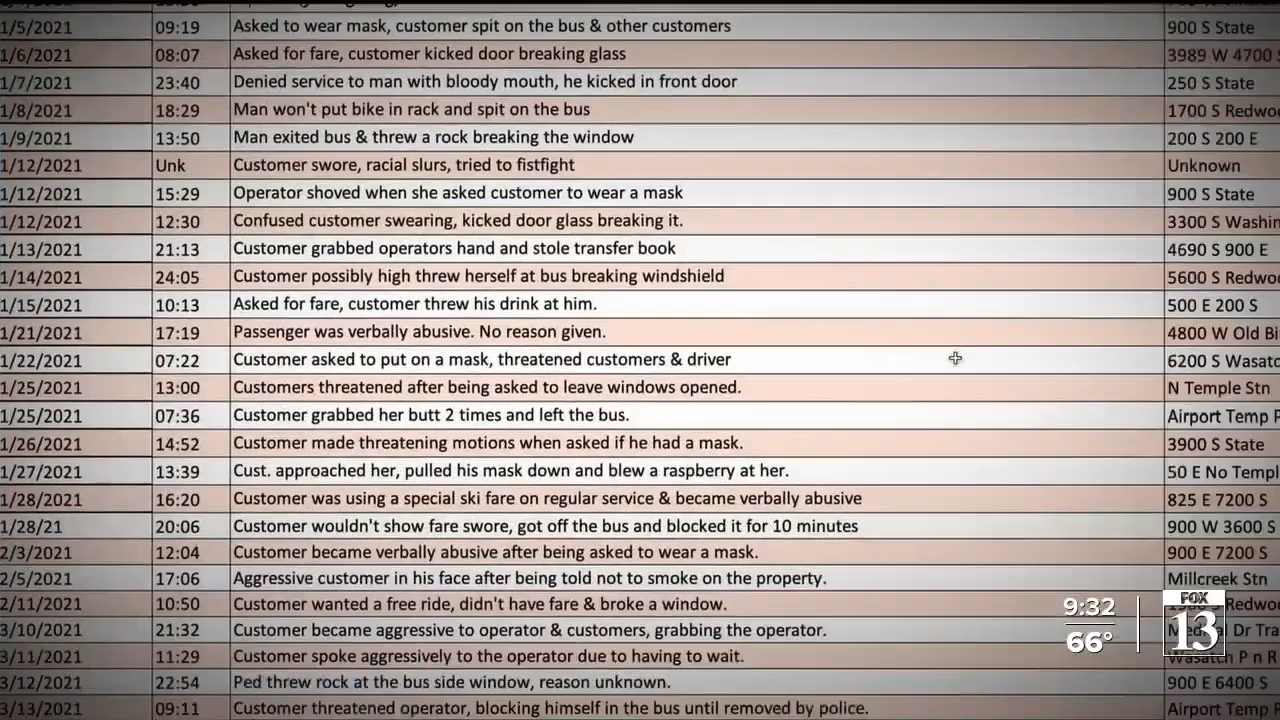 1/5/2021 09:19 Asked to wear mask, customer spit on the bus & other customers 900 S State
1/6/2021 08:07 Asked for fare, customer kicked door breaking glass 3989 W 4700 S
1/7/2021 23:40 Denied service to man with bloody mouth, he kicked in front door 250 S State
1/8/2021 18:29 Man won't put bike in rack and spit on the bus 1700 S Redwoo
1/9/2021 13:50 Man exited bus & threw a rock breaking the window 200 S 200 E
1/12/2021 Unk Customer swore, racial slurs, tried to fistfight Unknown
1/12/2021 15:29 Operator shoved when she asked customer to wear a mask 900 S State
1/12/2021 12:30 Confused customer swearing, kicked door glass breaking it. 3300 S Washin
1/13/2021 21:13 Customer grabbed operators hand and stole transfer book 4690 S 900 E
1/14/2021 24:05 Customer possibly high threw herself at bus breaking windshield 5600 S Redwoo
1/15/2021 10:13 Asked for fare, customer threw his drink at him. 500 E 200 S
1/21/2021 17:19 Passenger was verbally abusive. No reason given. 4800 W Old Bi
1/22/2021 07:22 Customer asked to put on a mask, threatened customers & driver 6200 S Wasatc
1/25/2021 13:00 Customers threatened after being asked to leave windows opened. N Temple Stn
1/25/2021 07:36 Customer grabbed her butt 2 times and left the bus. Airport Temp P
1/26/2021 14:52 Customer made threatening motions when asked if he had a mask. 3900 S State
1/27/2021 13:39 Cust. approached her, pulled his mask down and blew a raspberry at her. 50 E No Templ
1/28/2021 16:20 Customer was using a special ski fare on regular service & became verbally abusive 825 E 7200 S
1/28/21 20:06 Customer wouldn't show fare swore, got off the bus and blocked it for 10 minutes 900 W 3600 S
2/3/2021 12:04 Customer became verbally abusive after being asked to wear a mask. 900 E 7200 S
2/5/2021 17:06 Aggressive customer in his face after being told not to smoke on the property. Millcreek Stn
2/11/2021 10:50 Customer wanted a free ride, didn't have fare & broke a window. Redwo
3/10/2021 21:32 Customer became aggressive to operator & customers, grabbing the operator. Dr Tra
3/11/2021 11:29 Customer spoke aggressively to the operator due to having to wait. Wasatch P n R
3/12/2021 22:54 Ped threw rock at the bus side window, reason unknown. 900 E 6400 S
3/13/2021 09:11 Customer threatened operator, blocking himself in the bus until removed by police. Airport Temp P
9:32
66°
FOX
13